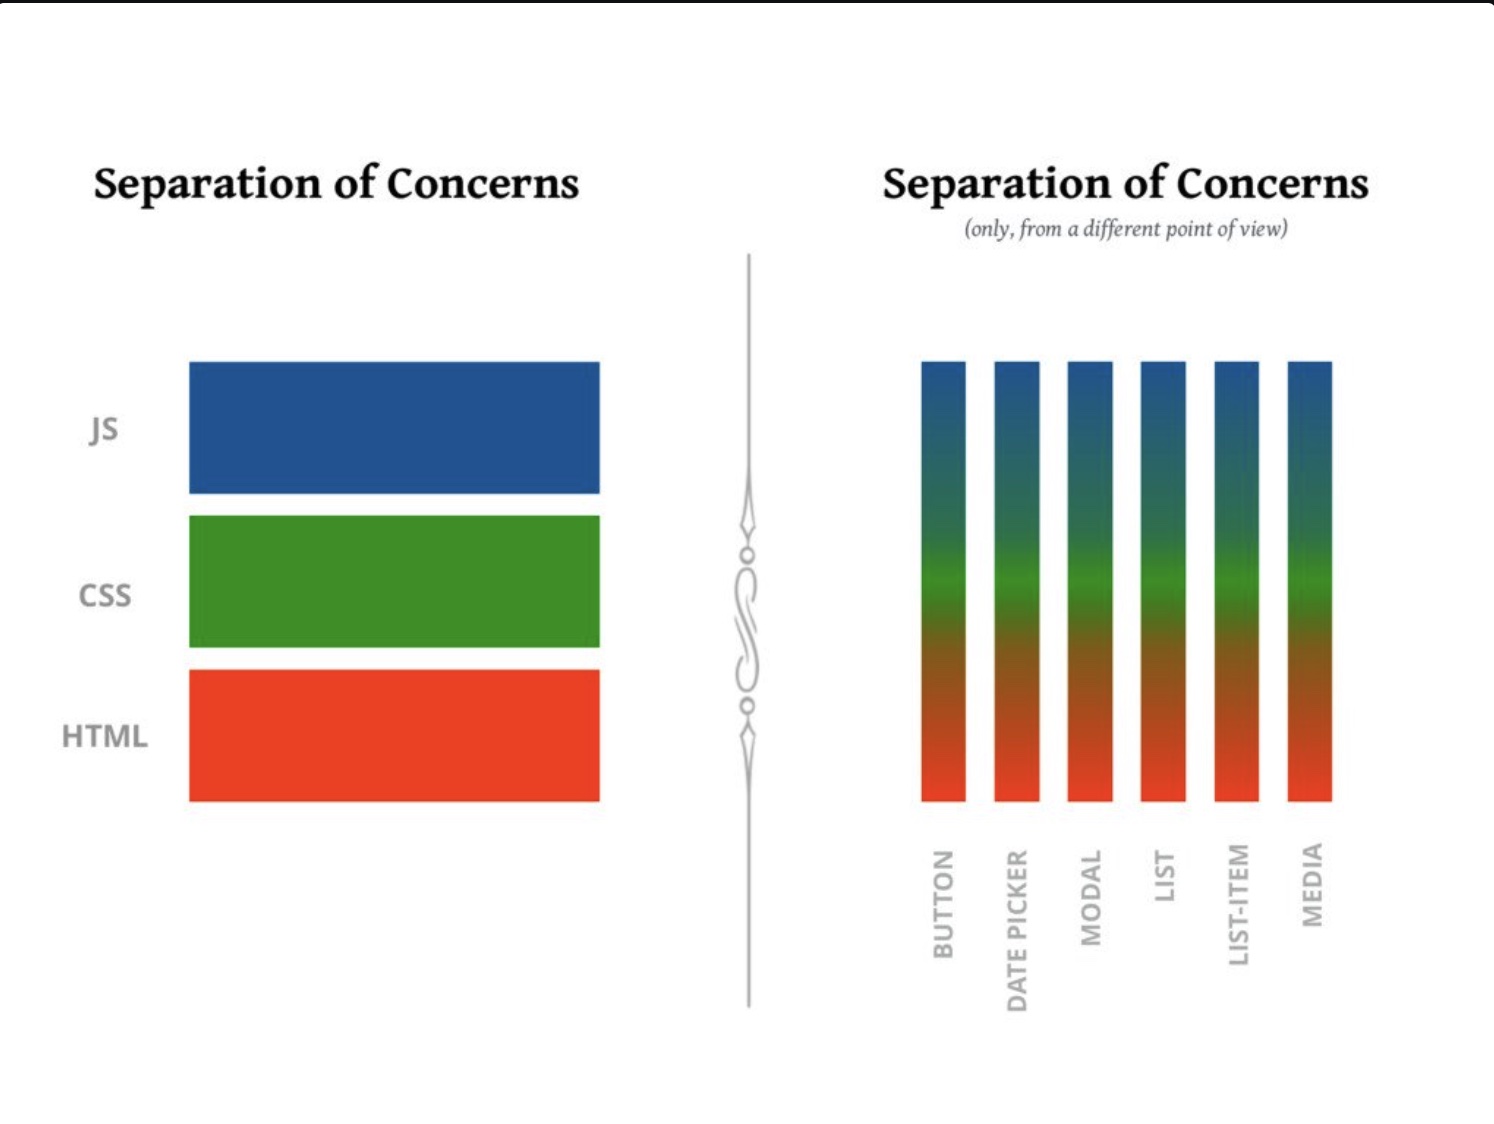 Separation of Concerns
JS
CSS
HTML
Separation of Concerns
(only, from a different point of view)
BUTTON
DATE PICKER
MODAL
LIST
LIST-ITEM
MEDIA